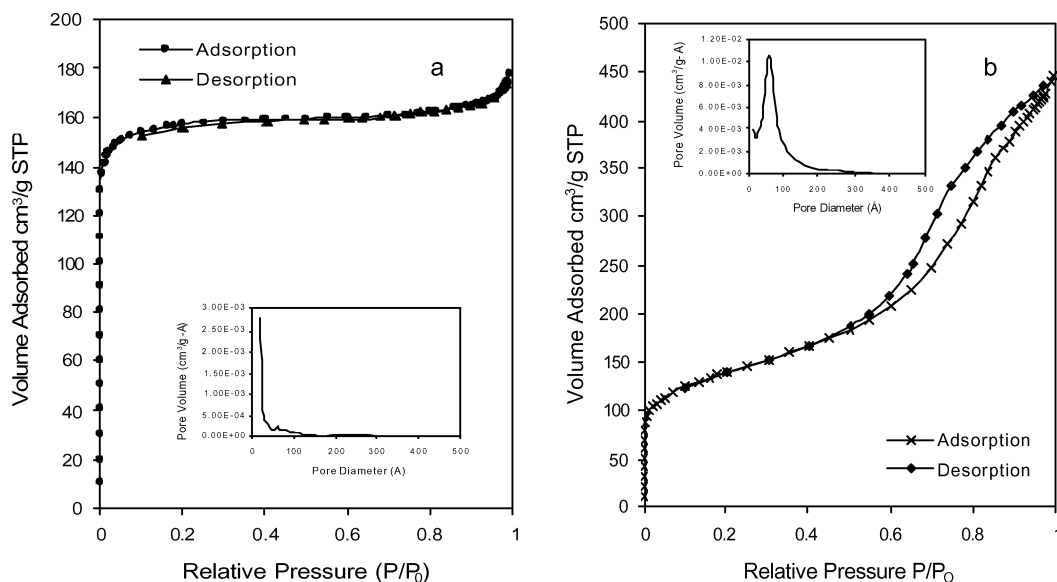 200
180
160
140
120
100
80
60
40
20
0
Volume Adsorbed cm³/g STP
Adsorption
Desorption
a
3.00E-03
2.50E-03
2.00E-03
1.50E-03
1.00E-03
5.00E-04
0.00E+00
Pore Volume (cm³/g-A)
0 100 200 300 400 500
Pore Diameter (A)
0 0.2 0.4 0.6 0.8 1
Relative Pressure (P/P₀)
500
450
400
350
300
250
200
150
100
50
0
Volume Adsorbed cm³/g STP
1.20E-02
1.00E-02
8.00E-03
6.00E-03
4.00E-03
2.00E-03
0.00E+00
Pore Volume (cm³/g-A)
0 100 200 300 400 500
Pore Diameter (Å)
b
Adsorption
Desorption
0 0.2 0.4 0.6 0.8 1
Relative Pressure P/P₀